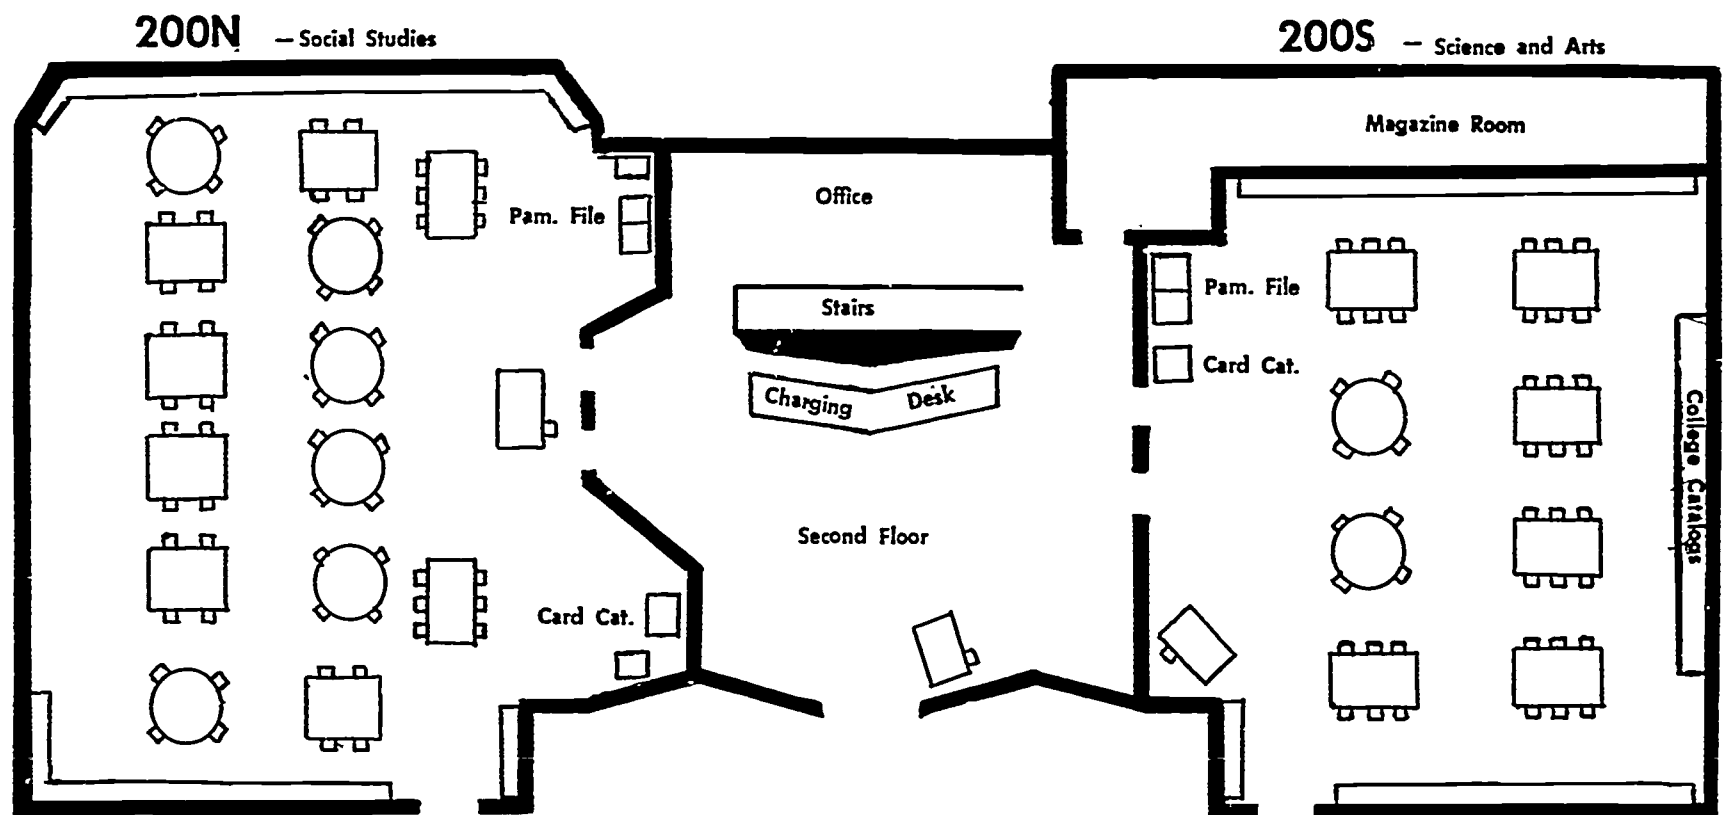 200N — Social Studies
200S — Science and Arts
Magazine Room
Office
Pam. File
Stairs
Pam. File
Card Cat.
Charging Desk
College Catalogs
Second Floor
Card Cat.